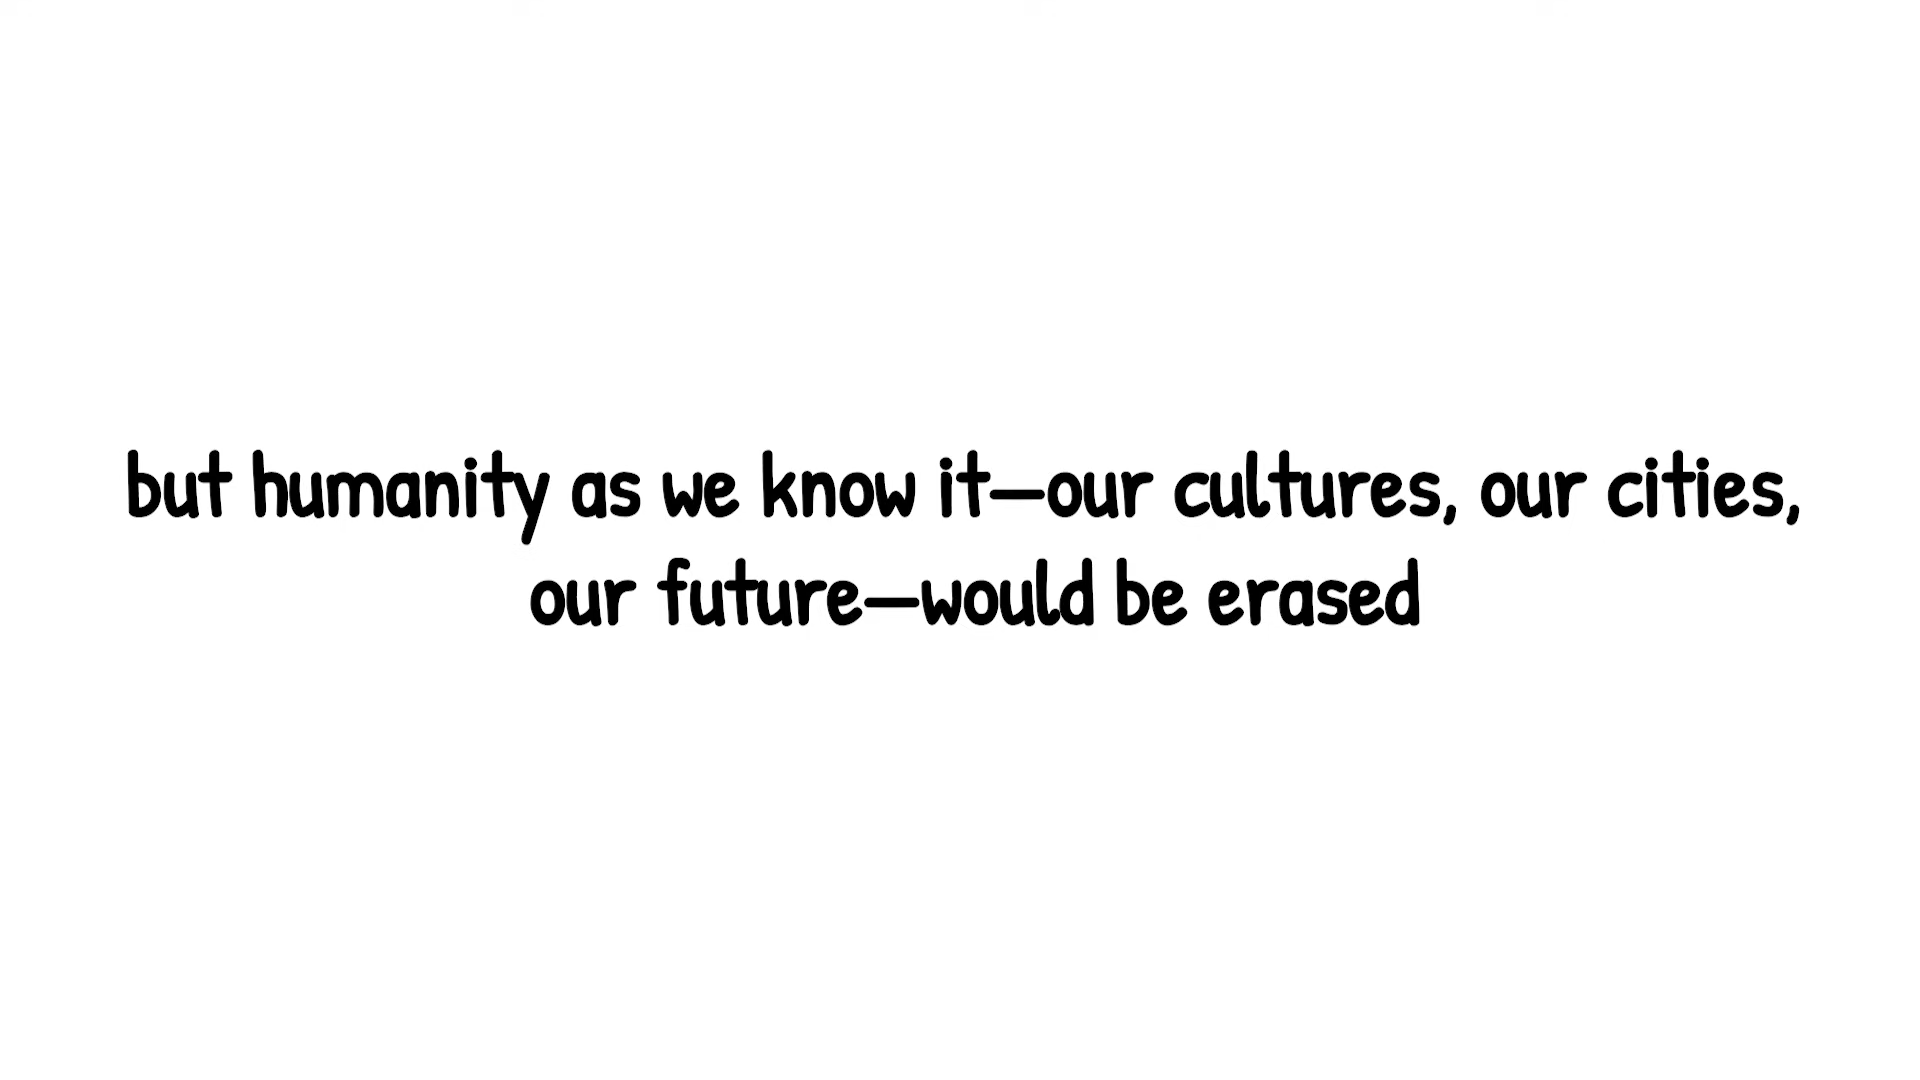 but humanity as we know it—our cultures, our cities,
our future—would be erased